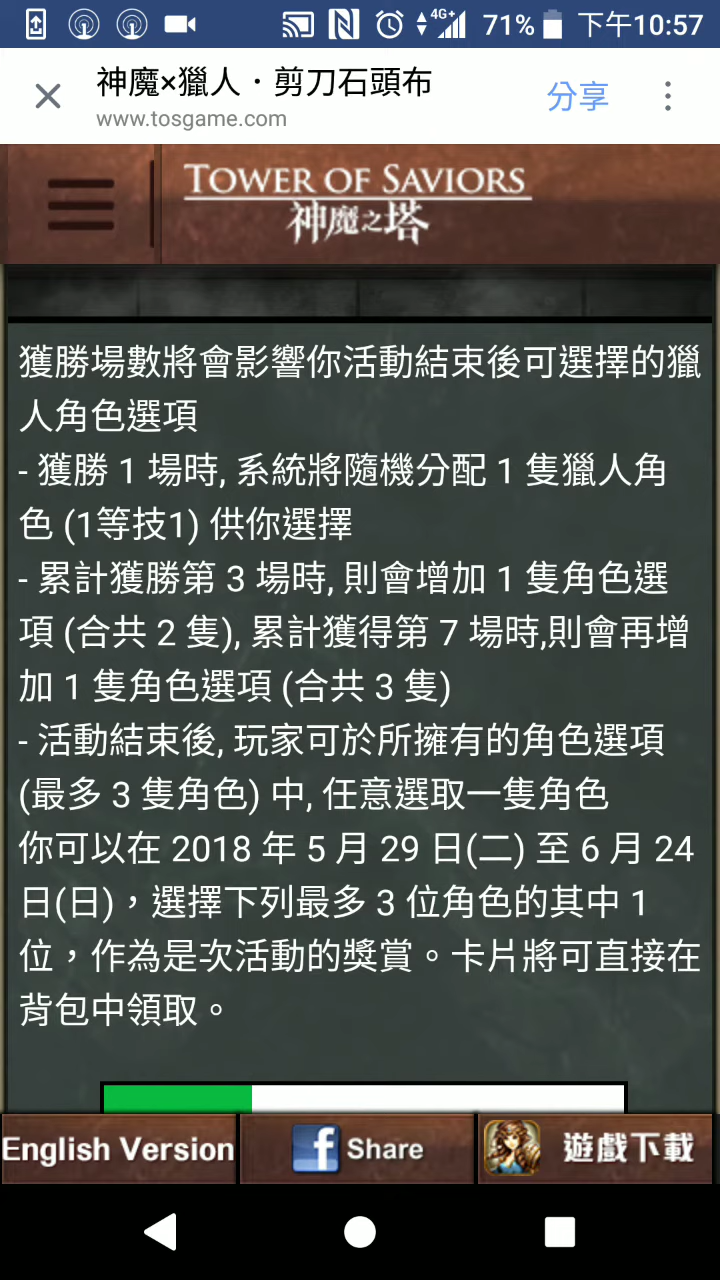 4G+ 71% 下午10:57
神魔×獵人．剪刀石頭布
分享
www.tosgame.com
TOWER OF SAVIORS
神魔之塔
獲勝場數將會影響你活動結束後可選擇的獵
人角色選項
- 獲勝 1 場時, 系統將隨機分配 1 隻獵人角
色 (1等技1) 供你選擇
- 累計獲勝第 3 場時, 則會增加 1 隻角色選
項 (合共 2 隻), 累計獲得第 7 場時,則會再增
加 1 隻角色選項 (合共 3 隻)
- 活動結束後, 玩家可於所擁有的角色選項
(最多 3 隻角色) 中, 任意選取一隻角色
你可以在 2018 年 5 月 29 日(二) 至 6 月 24
日(日)，選擇下列最多 3 位角色的其中 1
位，作為是次活動的獎賞。卡片將可直接在
背包中領取。
English Version
f Share
遊戲下載